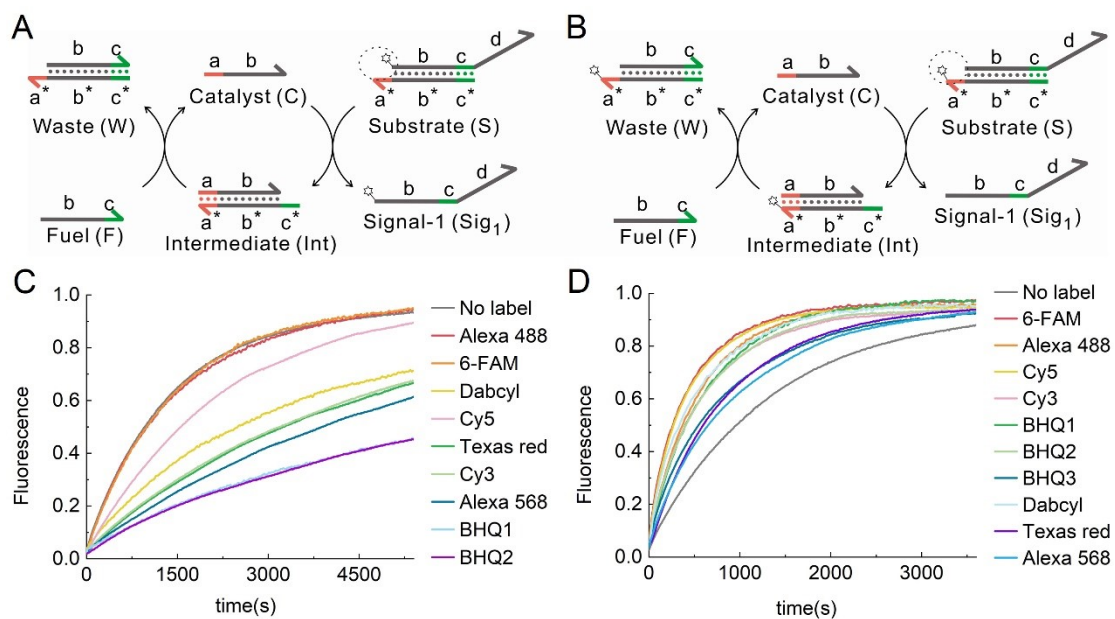 A
b c
a* b* c*
Waste (W)
a b
Catalyst (C)
d
b c
a* b* c*
Substrate (S)
b c
Fuel (F)
a b
a* b* c*
Intermediate (Int)
d
b c
Signal-1 (Sig1)
B
b c
a* b* c*
Waste (W)
a b
Catalyst (C)
d
b c
a* b* c*
Substrate (S)
b c
Fuel (F)
a b
a* b* c*
Intermediate (Int)
d
b c
Signal-1 (Sig1)
C
Fluorescence
1.0
0.8
0.6
0.4
0.2
0.0
0 1500 3000 4500
time(s)
No label
Alexa 488
6-FAM
Dabcyl
Cy5
Texas red
Cy3
Alexa 568
BHQ1
BHQ2
D
Fluorescence
1.0
0.8
0.6
0.4
0.2
0.0
0 1000 2000 3000
time(s)
No label
6-FAM
Alexa 488
Cy5
Cy3
BHQ1
BHQ2
BHQ3
Dabcyl
Texas red
Alexa 568